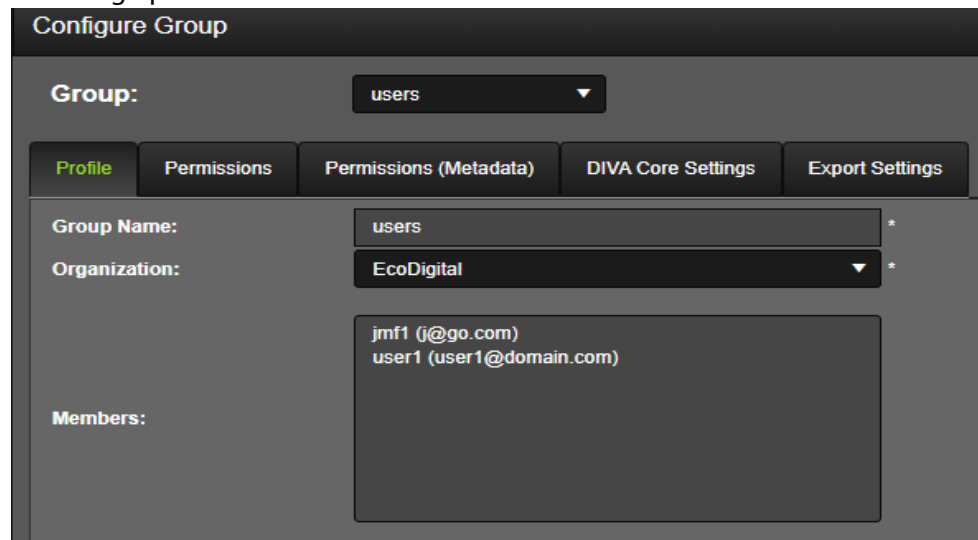 Configure Group
Group: users
Profile Permissions Permissions (Metadata) DIVA Core Settings Export Settings
Group Name: users *
Organization: EcoDigital *
jmf1 (j@go.com)
user1 (user1@domain.com)
Members: